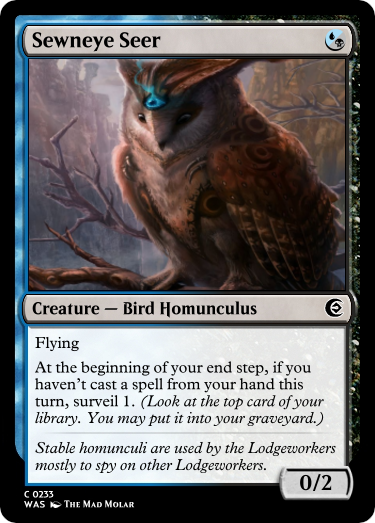 Sewneye Seer
Creature — Bird Homunculus
Flying
At the beginning of your end step, if you
haven't cast a spell from your hand this
turn, surveil 1. (Look at the top card of your
library. You may put it into your graveyard.)
Stable homunculi are used by the Lodgeworkers
mostly to spy on other Lodgeworkers.
0/2
C 0233
WAS The Mad Molar